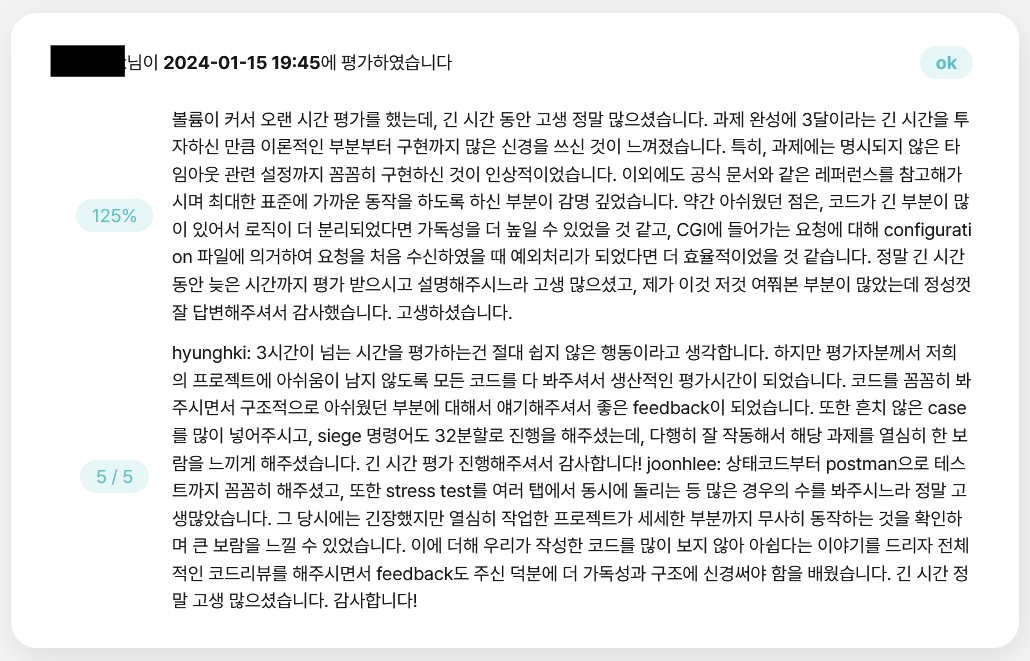 님이 2024-01-15 19:45에 평가하였습니다
ok
125%
볼륨이 커서 오랜 시간 평가를 했는데, 긴 시간 동안 고생 정말 많으셨습니다. 과제 완성에 3달이라는 긴 시간을 투
자하신 만큼 이론적인 부분부터 구현까지 많은 신경을 쓰신 것이 느껴졌습니다. 특히, 과제에는 명시되지 않은 타
임아웃 관련 설정까지 꼼꼼히 구현하신 것이 인상적이었습니다. 이외에도 공식 문서와 같은 레퍼런스를 참고해가
시며 최대한 표준에 가까운 동작을 하도록 하신 부분이 감명 깊었습니다. 약간 아쉬웠던 점은, 코드가 긴 부분이 많
이 있어서 로직이 더 분리되었다면 가독성을 더 높일 수 있었을 것 같고, CGI에 들어가는 요청에 대해 configurati
on 파일에 의거하여 요청을 처음 수신하였을 때 예외처리가 되었다면 더 효율적이었을 것 같습니다. 정말 긴 시간
동안 늦은 시간까지 평가 받으시고 설명해주시느라 고생 많으셨고, 제가 이것 저것 여쭤본 부분이 많았는데 정성껏
잘 답변해주셔서 감사했습니다. 고생하셨습니다.
5 / 5
hyunghki: 3시간이 넘는 시간을 평가하는건 절대 쉽지 않은 행동이라고 생각합니다. 하지만 평가자분께서 저희
의 프로젝트에 아쉬움이 남지 않도록 모든 코드를 다 봐주셔서 생산적인 평가시간이 되었습니다. 코드를 꼼꼼히 봐
주시면서 구조적으로 아쉬웠던 부분에 대해서 얘기해주셔서 좋은 feedback이 되었습니다. 또한 흔치 않은 case
를 많이 넣어주시고, siege 명령어도 32분할로 진행을 해주셨는데, 다행히 잘 작동해서 해당 과제를 열심히 한 보
람을 느끼게 해주셨습니다. 긴 시간 평가 진행해주셔서 감사합니다! joonhlee: 상태코드부터 postman으로 테스
트까지 꼼꼼히 해주셨고, 또한 stress test를 여러 탭에서 동시에 돌리는 등 많은 경우의 수를 봐주시느라 정말 고
생많았습니다. 그 당시에는 긴장했지만 열심히 작업한 프로젝트가 세세한 부분까지 무사히 동작하는 것을 확인하
며 큰 보람을 느낄 수 있었습니다. 이에 더해 우리가 작성한 코드를 많이 보지 않아 아쉽다는 이야기를 드리자 전체
적인 코드리뷰를 해주시면서 feedback도 주신 덕분에 더 가독성과 구조에 신경써야 함을 배웠습니다. 긴 시간 정
말 고생 많으셨습니다. 감사합니다!